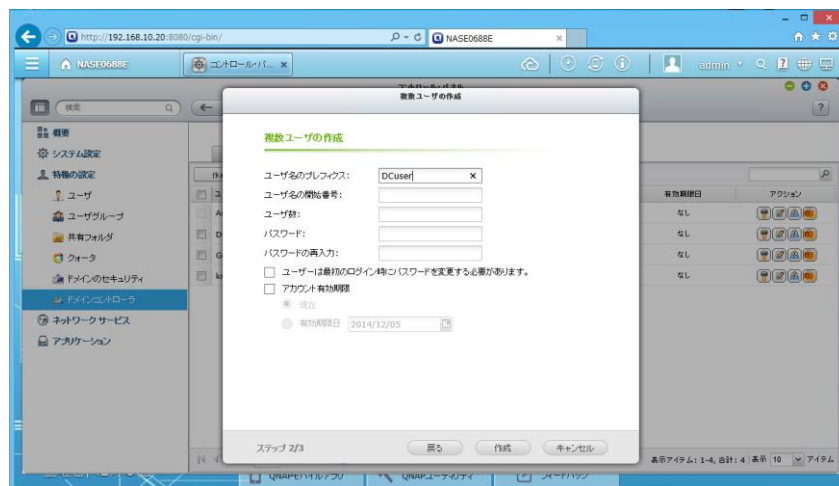 http://192.168.10.20:8080/cgi-bin/
NASE0688E
NASE0688E
コントロール・パ...
admin
複数ユーザの作成
検索
概要
システム設定
特権の設定
ユーザ
ユーザグループ
共有フォルダ
クォータ
ドメインのセキュリティ
ドメインコントローラ
ネットワーク サービス
アプリケーション
複数ユーザの作成
ユーザ名のプレフィクス: DCuser
ユーザ名の開始番号:
ユーザ数:
パスワード:
パスワードの再入力:
ユーザーは最初のログイン時にパスワードを変更する必要があります。
アカウント有効期限
現在
有効期限日 2014/12/05
ステップ 2/3
戻る
作成
キャンセル
有効期限日 アクション
なし
なし
なし
なし
表示アイテム: 1-4, 合計: 4 表示 10 アイテム
QNAPユーティリティ
フィードバック